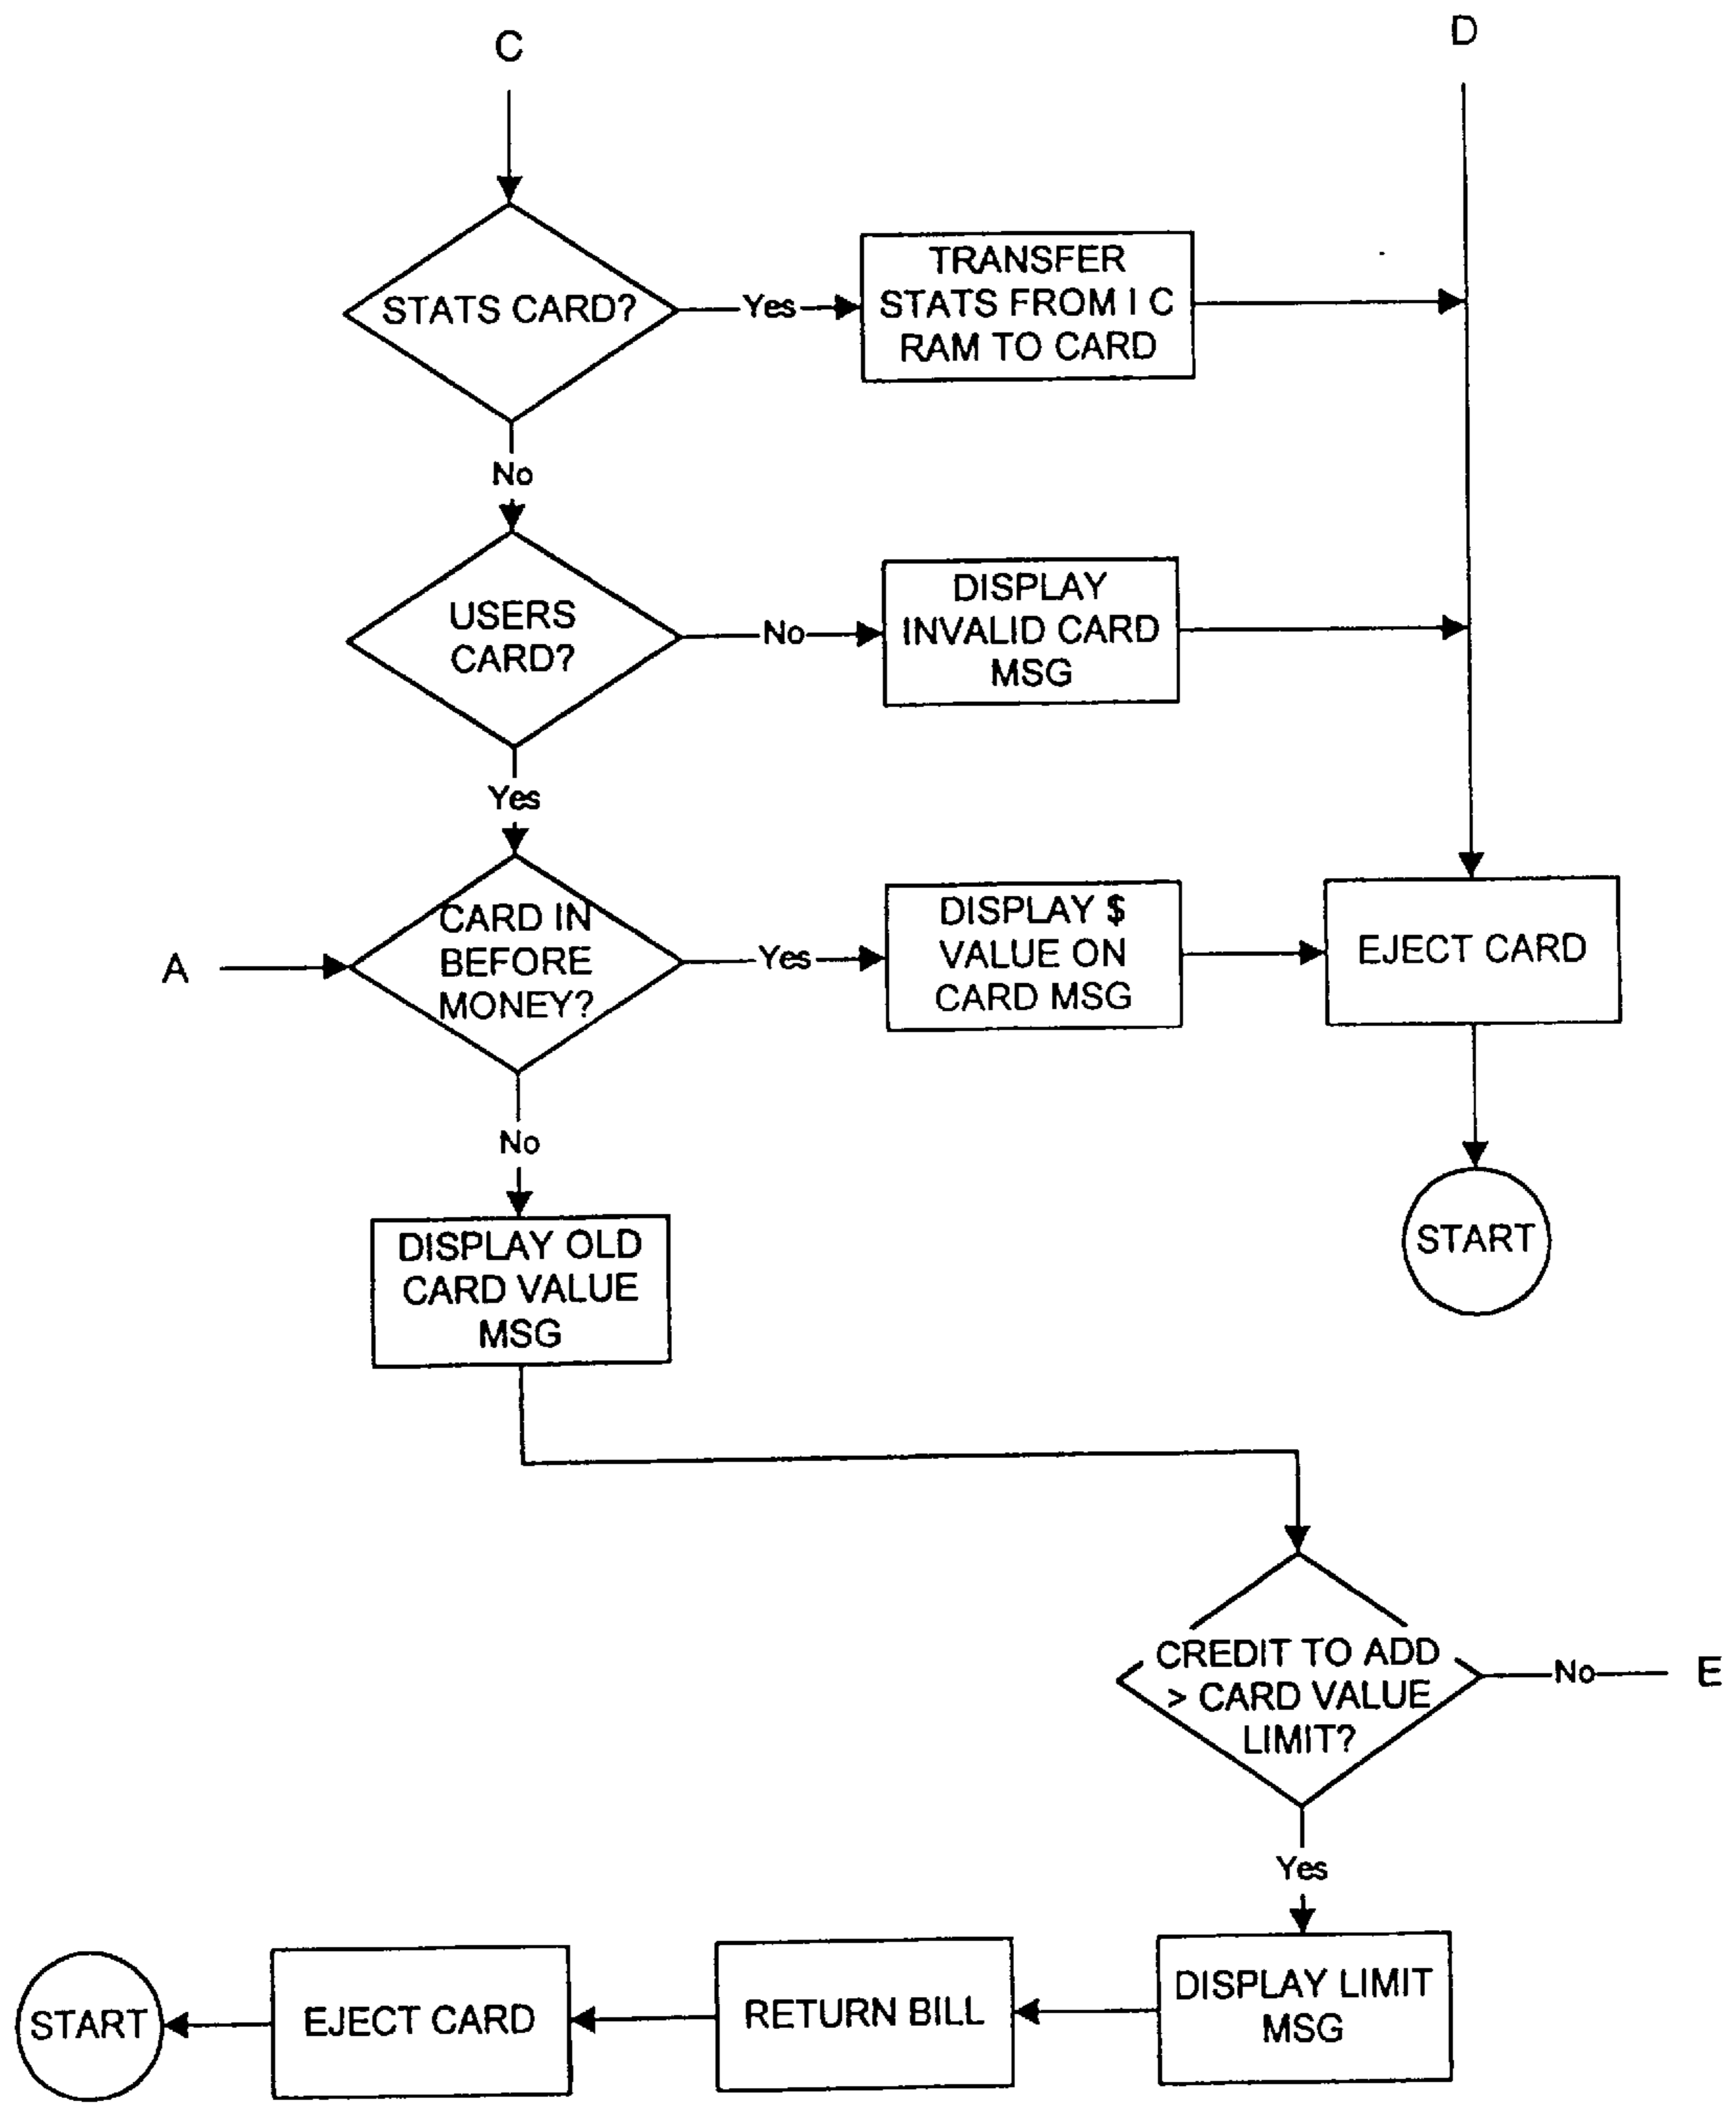 C
D
STATS CARD?
Yes
TRANSFER
STATS FROM I C
RAM TO CARD
No
USERS
CARD?
No
DISPLAY
INVALID CARD
MSG
Yes
A
CARD IN
BEFORE
MONEY?
Yes
DISPLAY $
VALUE ON
CARD MSG
EJECT CARD
No
START
DISPLAY OLD
CARD VALUE
MSG
CREDIT TO ADD
> CARD VALUE
LIMIT?
No
E
Yes
START
EJECT CARD
RETURN BILL
DISPLAY LIMIT
MSG